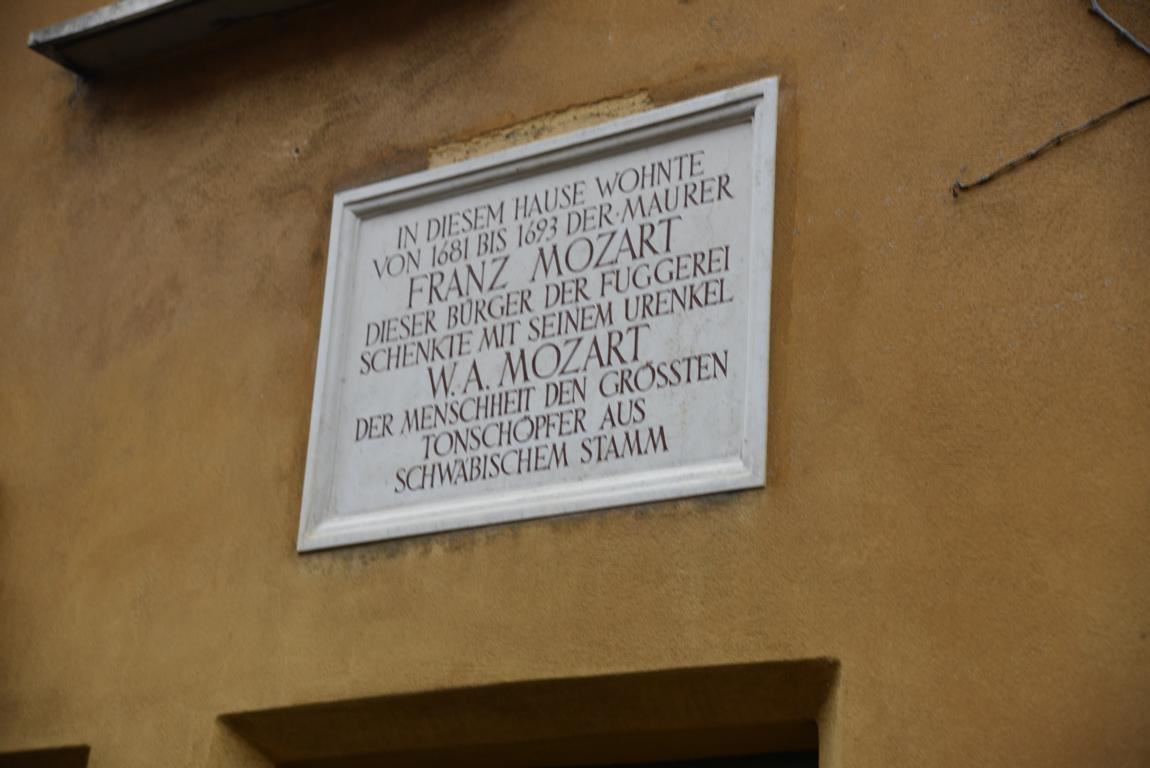 IN DIESEM HAUSE WOHNTE
VON 1681 BIS 1693 DER·MAURER
FRANZ MOZART
DIESER BÜRGER DER FUGGEREI
SCHENKTE MIT SEINEM URENKEL
W.A. MOZART
DER MENSCHHEIT DEN GRÖSSTEN
TONSCHÖPFER AUS
SCHWÄBISCHEM STAMM